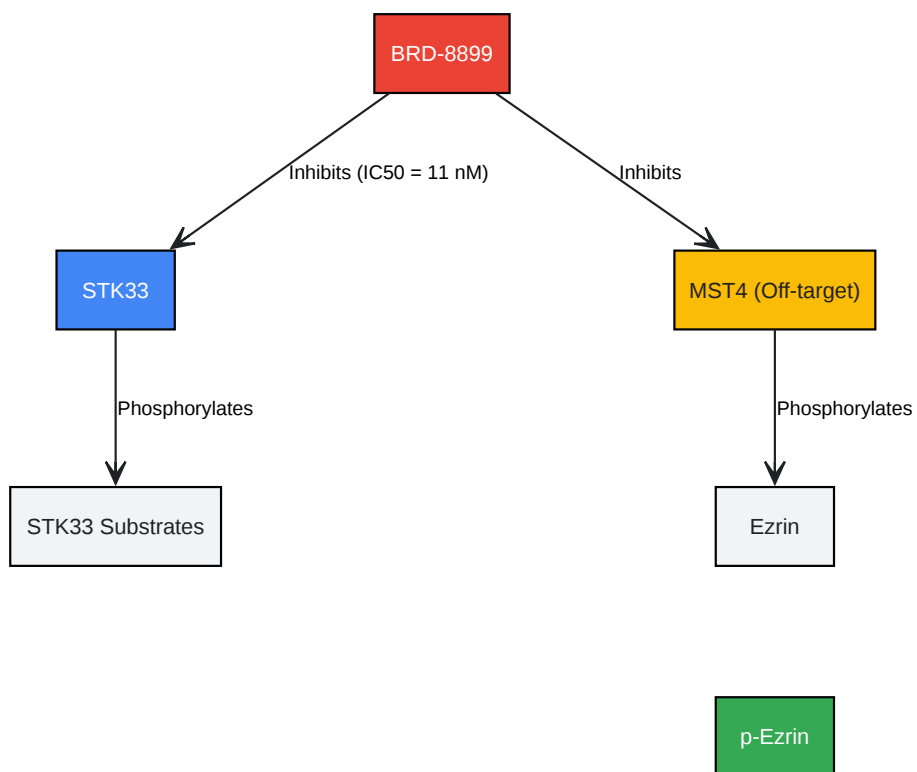 BRD-8899
Inhibits (IC50 = 11 nM)
Inhibits
STK33
MST4 (Off-target)
Phosphorylates
Phosphorylates
STK33 Substrates
Ezrin
p-Ezrin